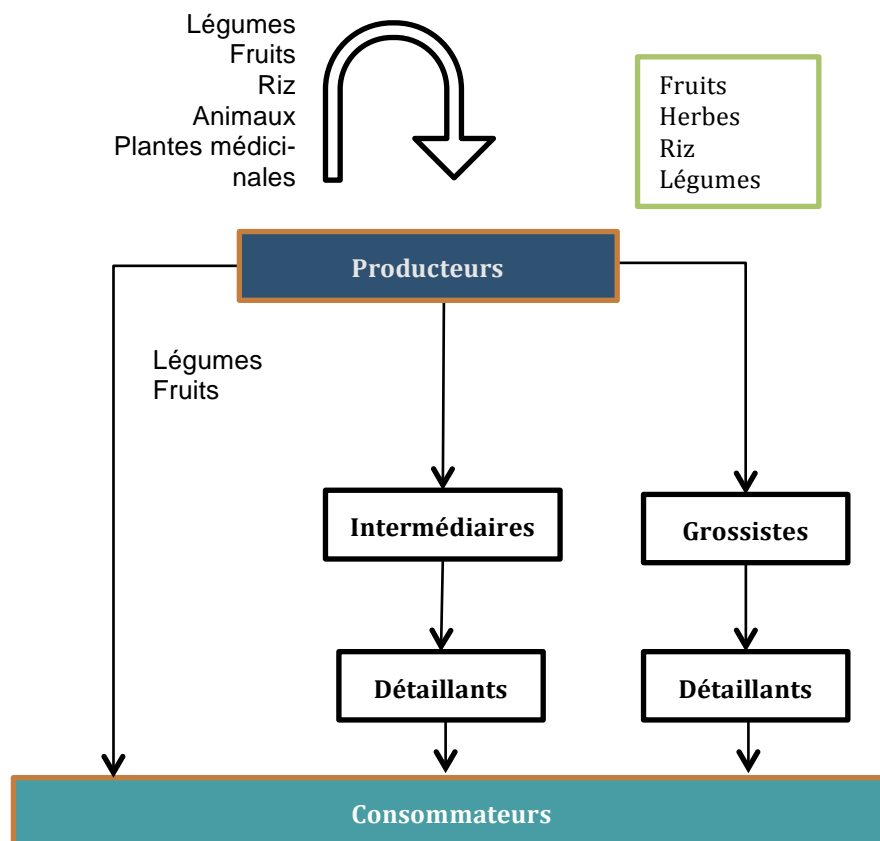 Légumes
Fruits
Riz
Animaux
Plantes médici-
nales
Fruits
Herbes
Riz
Légumes
Producteurs
Légumes
Fruits
Intermédiaires
Grossistes
Détaillants
Détaillants
Consommateurs